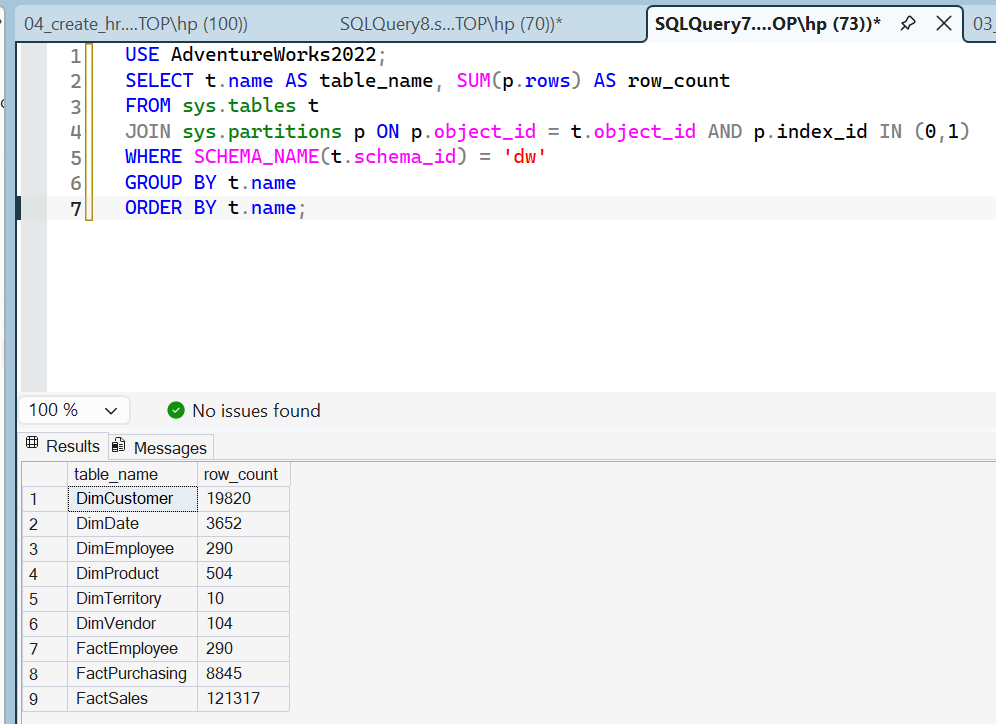 04_create_hr....TOP\hp (100)) SQLQuery8.s...TOP\hp (70))* SQLQuery7....OP\hp (73))* 03_
1 USE AdventureWorks2022;
2 SELECT t.name AS table_name, SUM(p.rows) AS row_count
3 FROM sys.tables t
4 JOIN sys.partitions p ON p.object_id = t.object_id AND p.index_id IN (0,1)
5 WHERE SCHEMA_NAME(t.schema_id) = 'dw'
6 GROUP BY t.name
7 ORDER BY t.name;
100 % No issues found
Results Messages
table_name row_count
1 DimCustomer 19820
2 DimDate 3652
3 DimEmployee 290
4 DimProduct 504
5 DimTerritory 10
6 DimVendor 104
7 FactEmployee 290
8 FactPurchasing 8845
9 FactSales 121317